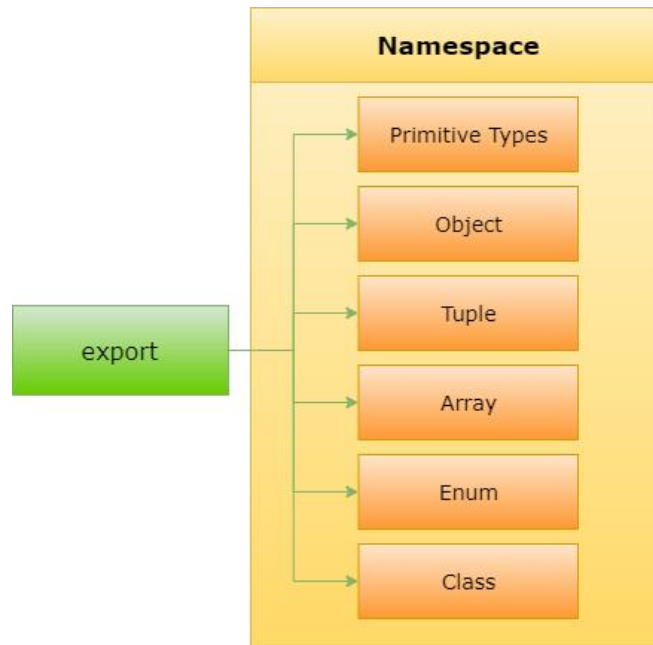 Namespace
Primitive Types
Object
Tuple
export
Array
Enum
Class